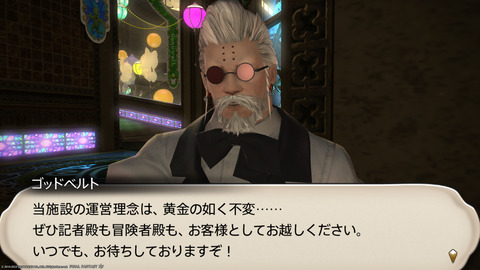 ゴッドベルト
当施設の運営理念は、黄金の如く不変……
ぜひ記者殿も冒険者殿も、お客様としてお越しください。
いつでも、お待ちしておりますぞ！